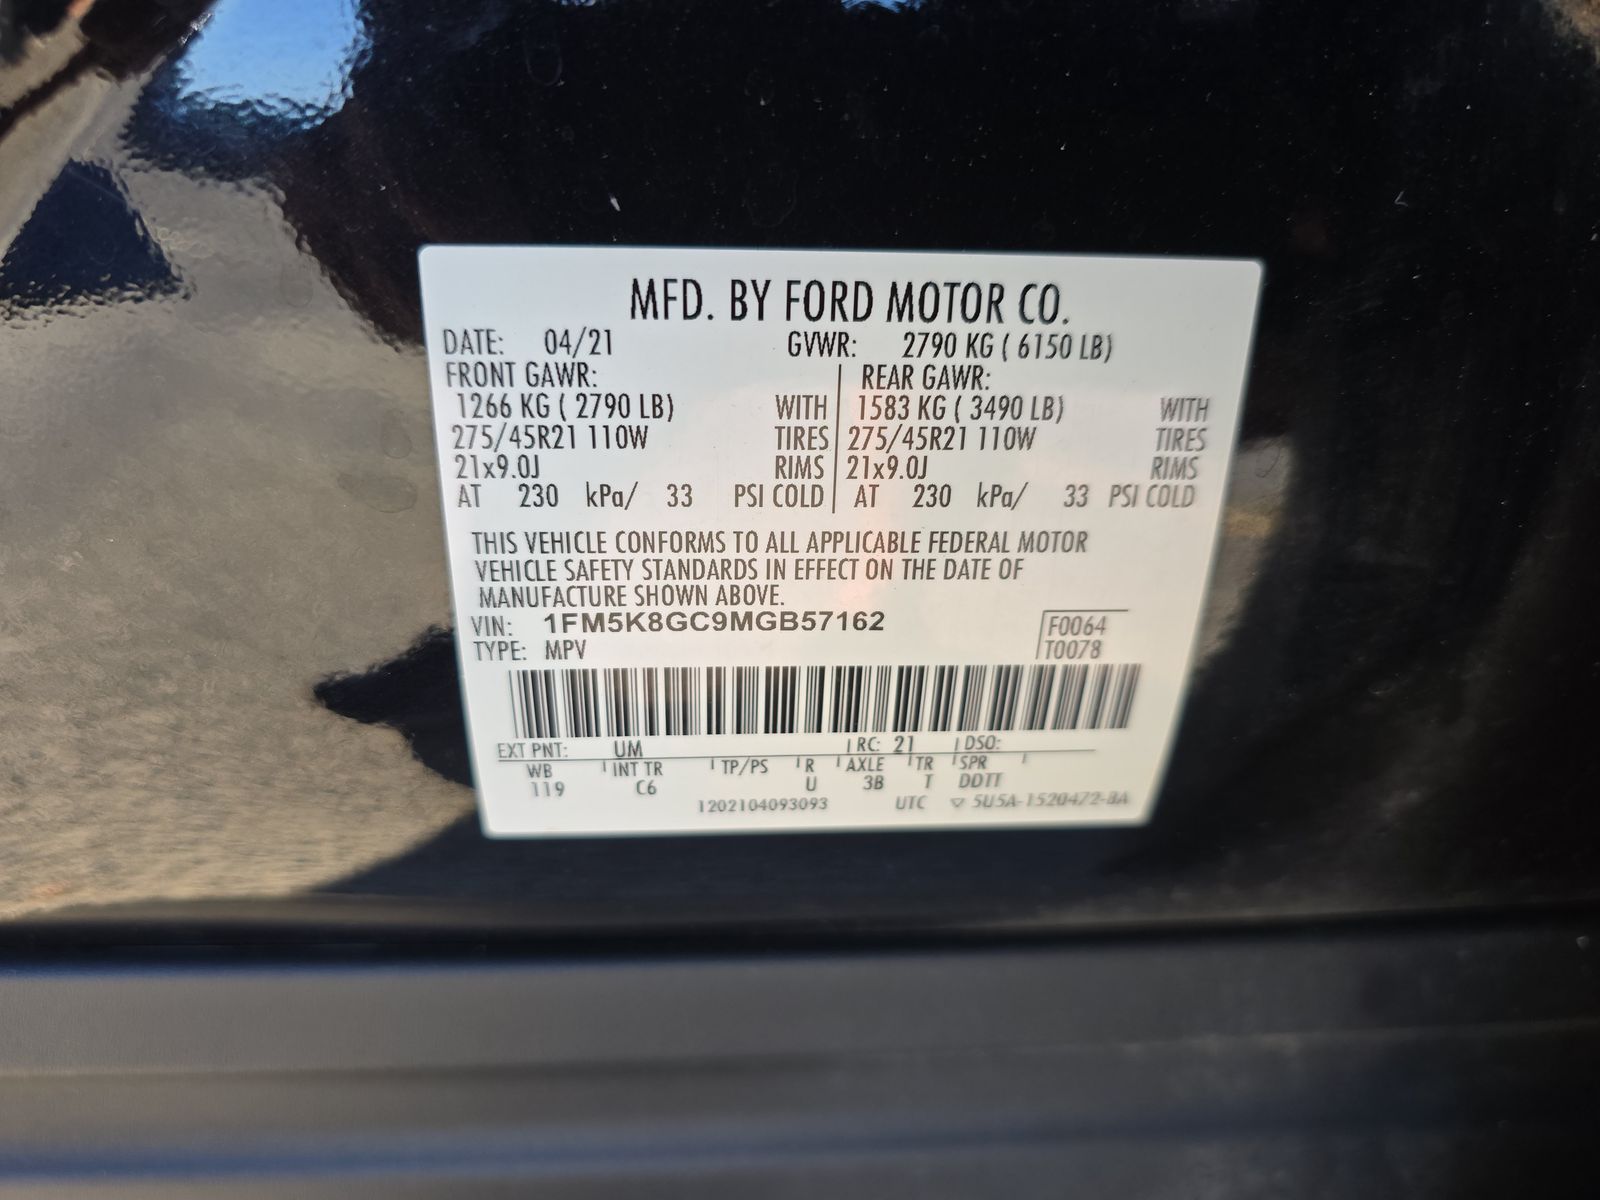 MFD. BY FORD MOTOR CO.
DATE: 04/21 GVWR: 2790 KG ( 6150 LB)
FRONT GAWR: REAR GAWR:
1266 KG ( 2790 LB) WITH 1583 KG ( 3490 LB) WITH
275/45R21 110W TIRES 275/45R21 110W TIRES
21x9.0J RIMS 21x9.0J RIMS
AT 230 kPa/ 33 PSI COLD AT 230 kPa/ 33 PSI COLD
THIS VEHICLE CONFORMS TO ALL APPLICABLE FEDERAL MOTOR
VEHICLE SAFETY STANDARDS IN EFFECT ON THE DATE OF
MANUFACTURE SHOWN ABOVE.
VIN: 1FM5K8GC9MGB57162 F0064
TYPE: MPV T0078
EXT PNT: UM RC: 21 DSO:
WB INT TR TP/PS R AXLE TR SPR
119 C6 U 3B T DDTT
1202104093093 UTC ▽ 5U5A-1520472-BA